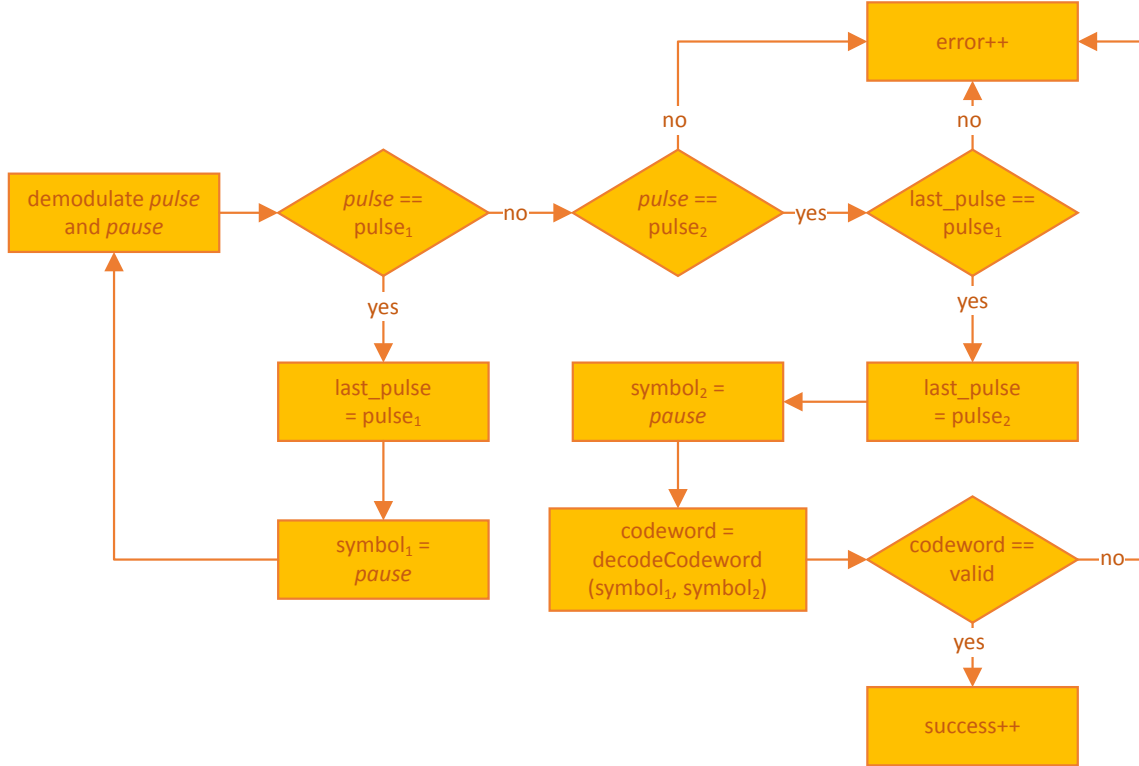 error++
no
no
demodulate pulse
and pause
pulse ==
pulse₁
no
pulse ==
pulse₂
yes
last_pulse ==
pulse₁
yes
yes
last_pulse
= pulse₁
symbol₂ =
pause
last_pulse
= pulse₂
symbol₁ =
pause
codeword =
decodeCodeword
(symbol₁, symbol₂)
codeword ==
valid
no
yes
success++